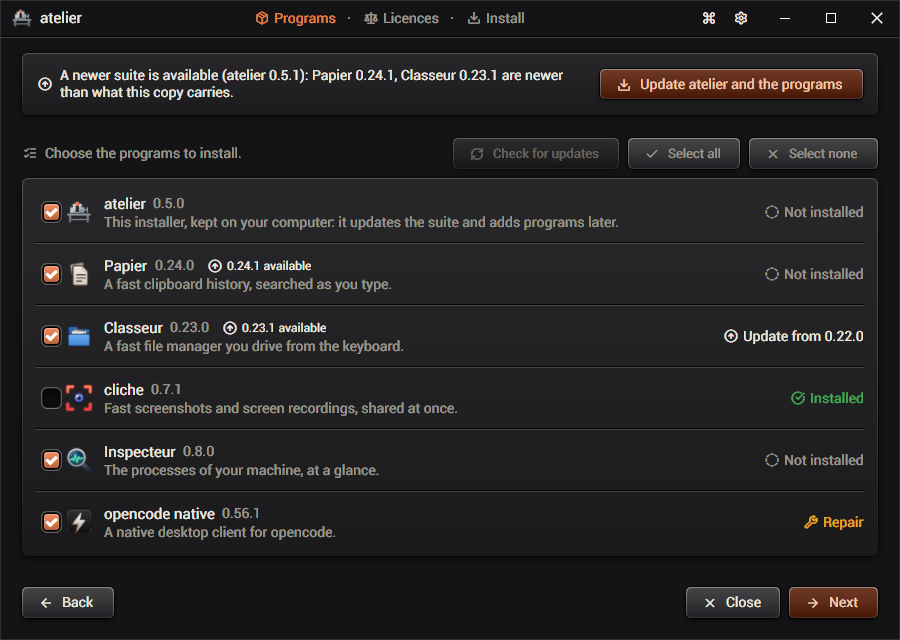 atelier
Programs · Licences · Install
A newer suite is available (atelier 0.5.1): Papier 0.24.1, Classeur 0.23.1 are newer
than what this copy carries.
Update atelier and the programs
Choose the programs to install.
Check for updates
Select all
Select none
atelier 0.5.0
This installer, kept on your computer: it updates the suite and adds programs later.
Not installed
Papier 0.24.0 0.24.1 available
A fast clipboard history, searched as you type.
Not installed
Classeur 0.23.0 0.23.1 available
A fast file manager you drive from the keyboard.
Update from 0.22.0
cliche 0.7.1
Fast screenshots and screen recordings, shared at once.
Installed
Inspecteur 0.8.0
The processes of your machine, at a glance.
Not installed
opencode native 0.56.1
A native desktop client for opencode.
Repair
Back
Close
Next